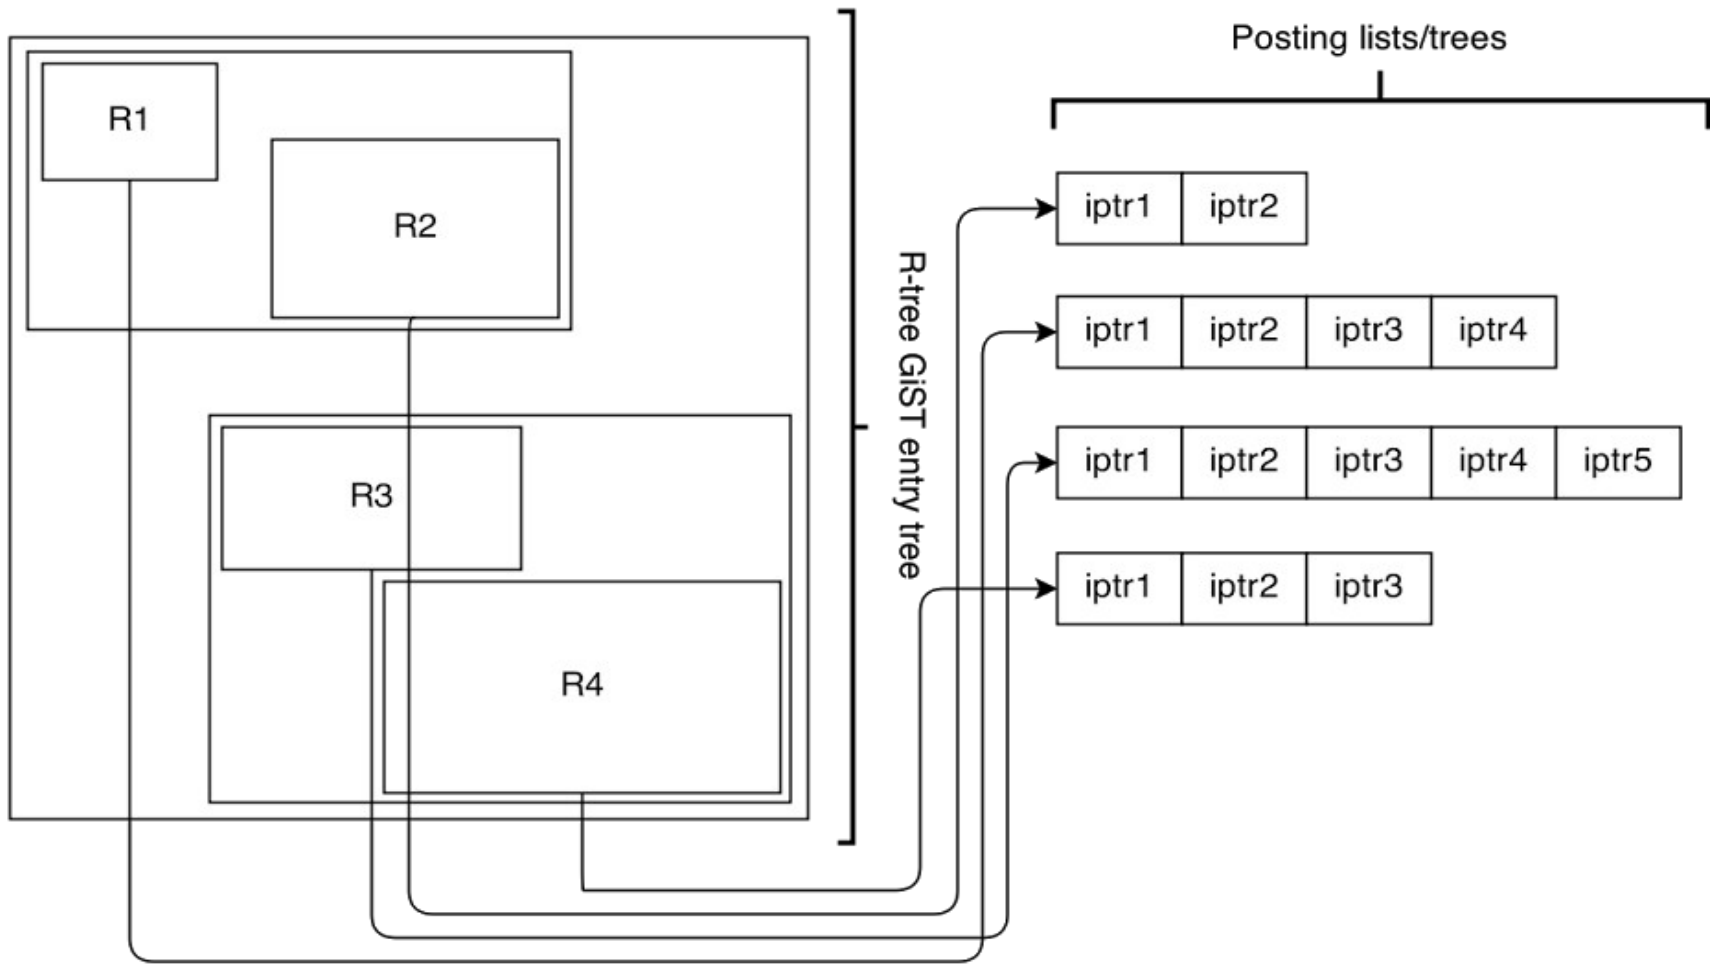 Posting lists/trees
R1
R2
R3
R4
R-tree GiST entry tree
iptr1 iptr2
iptr1 iptr2 iptr3 iptr4
iptr1 iptr2 iptr3 iptr4 iptr5
iptr1 iptr2 iptr3